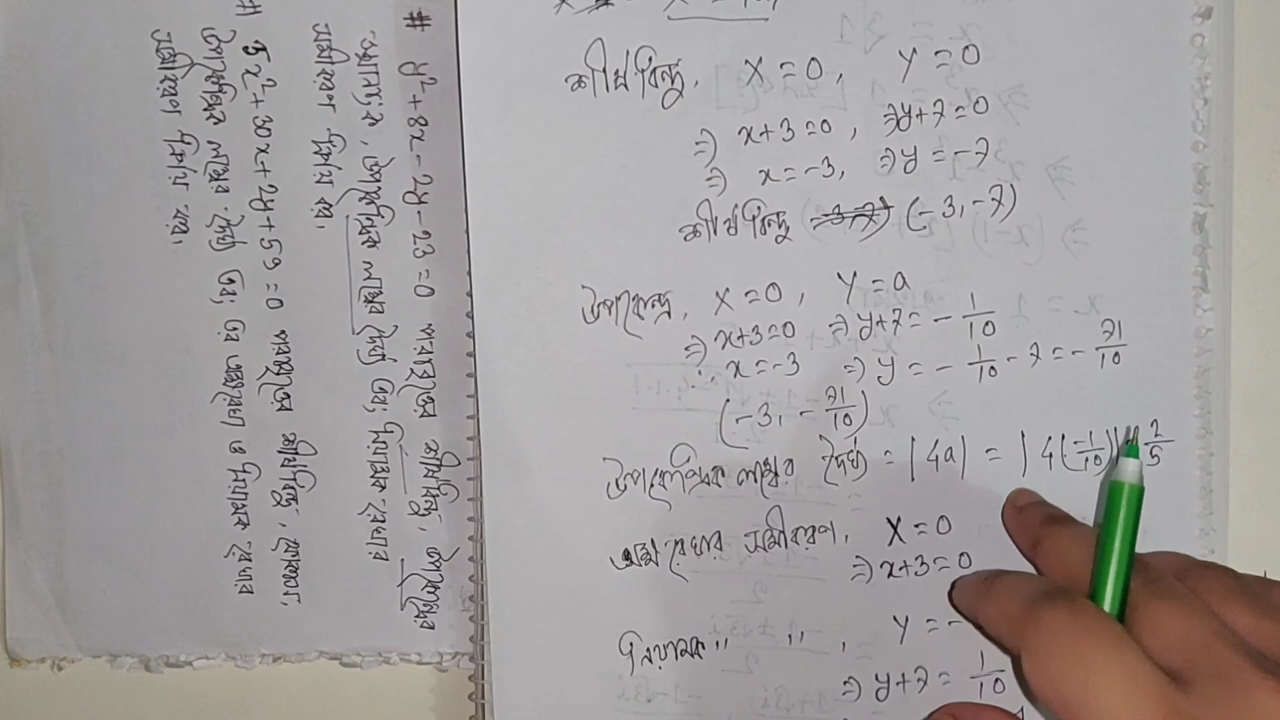 # y² + 8x - 2y - 23 = 0 পরাবৃত্তের শীর্ষবিন্দু, উপকেন্দ্রের
স্থানাংক, উপকেন্দ্রিক লম্বের দৈর্ঘ্য এবং নিয়ামক রেখার
সমীকরণ নির্ণয় কর।
# 5x² + 30x + 2y + 59 = 0 পরাবৃত্তের শীর্ষবিন্দু, ফোকাস,
উপকেন্দ্রিক লম্বের দৈর্ঘ্য এবং এর অক্ষরেখা ও নিয়ামক রেখার
সমীকরণ নির্ণয় কর।
শীর্ষবিন্দু, X = 0, Y = 0
⇒ x+3 = 0, ⇒ y+7 = 0
⇒ x = -3, ⇒ y = -7
শীর্ষবিন্দু (-3, -7)
উপকেন্দ্র, X = 0, Y = a
⇒ x+3 = 0 ⇒ y+7 = - 1/10
∴ x = -3 ⇒ y = - 1/10 - 7 = - 71/10
(-3, - 71/10)
উপকেন্দ্রিক লম্বের দৈর্ঘ্য = |4a| = |4(-1/10)| 2/5
অক্ষ রেখার সমীকরণ, X = 0
⇒ x+3 = 0
নিয়ামক " ", Y = -
⇒ y+7 = 1/10